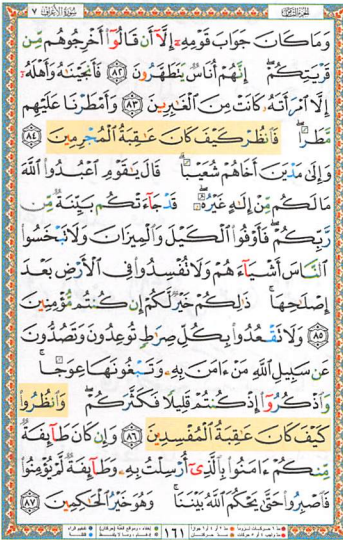 سورة الأعراف ٧
الجزء الثامن
وَمَا كَانَ جَوَابَ قَوْمِهِۦٓ إِلَّآ أَن قَالُوٓا۟ أَخْرِجُوهُم مِّن
قَرْيَتِكُمْ ۖ إِنَّهُمْ أُنَاسٌ يَتَطَهَّرُونَ ٨٢ فَأَنجَيْنَٰهُ وَأَهْلَهُۥٓ
إِلَّا ٱمْرَأَتَهُۥ كَانَتْ مِنَ ٱلْغَٰبِرِينَ ٨٣ وَأَمْطَرْنَا عَلَيْهِم
مَّطَرًا ۖ فَٱنظُرْ كَيْفَ كَانَ عَٰقِبَةُ ٱلْمُجْرِمِينَ ٨٤
وَإِلَىٰ مَدْيَنَ أَخَاهُمْ شُعَيْبًا ۗ قَالَ يَٰقَوْمِ ٱعْبُدُوا۟ ٱللَّهَ
مَا لَكُم مِّنْ إِلَٰهٍ غَيْرُهُۥ ۖ قَدْ جَآءَتْكُم بَيِّنَةٌ مِّن
رَّبِّكُمْ ۖ فَأَوْفُوا۟ ٱلْكَيْلَ وَٱلْمِيزَانَ وَلَا تَبْخَسُوا۟
ٱلنَّاسَ أَشْيَآءَهُمْ وَلَا تُفْسِدُوا۟ فِى ٱلْأَرْضِ بَعْدَ
إِصْلَٰحِهَا ۚ ذَٰلِكُمْ خَيْرٌ لَّكُمْ إِن كُنتُم مُّؤْمِنِينَ
٨٥ وَلَا تَقْعُدُوا۟ بِكُلِّ صِرَٰطٍ تُوعِدُونَ وَتَصُدُّونَ
عَن سَبِيلِ ٱللَّهِ مَنْ ءَامَنَ بِهِۦ وَتَبْغُونَهَا عِوَجًا ۚ
وَٱذْكُرُوٓا۟ إِذْ كُنتُمْ قَلِيلًا فَكَثَّرَكُمْ ۖ وَٱنظُرُوا۟
كَيْفَ كَانَ عَٰقِبَةُ ٱلْمُفْسِدِينَ ٨٦ وَإِن كَانَ طَآئِفَةٌ
مِّنكُمْ ءَامَنُوا۟ بِٱلَّذِىٓ أُرْسِلْتُ بِهِۦ وَطَآئِفَةٌ لَّمْ يُؤْمِنُوا۟
فَٱصْبِرُوا۟ حَتَّىٰ يَحْكُمَ ٱللَّهُ بَيْنَنَا ۚ وَهُوَ خَيْرُ ٱلْحَٰكِمِينَ ٨٧
١٦١